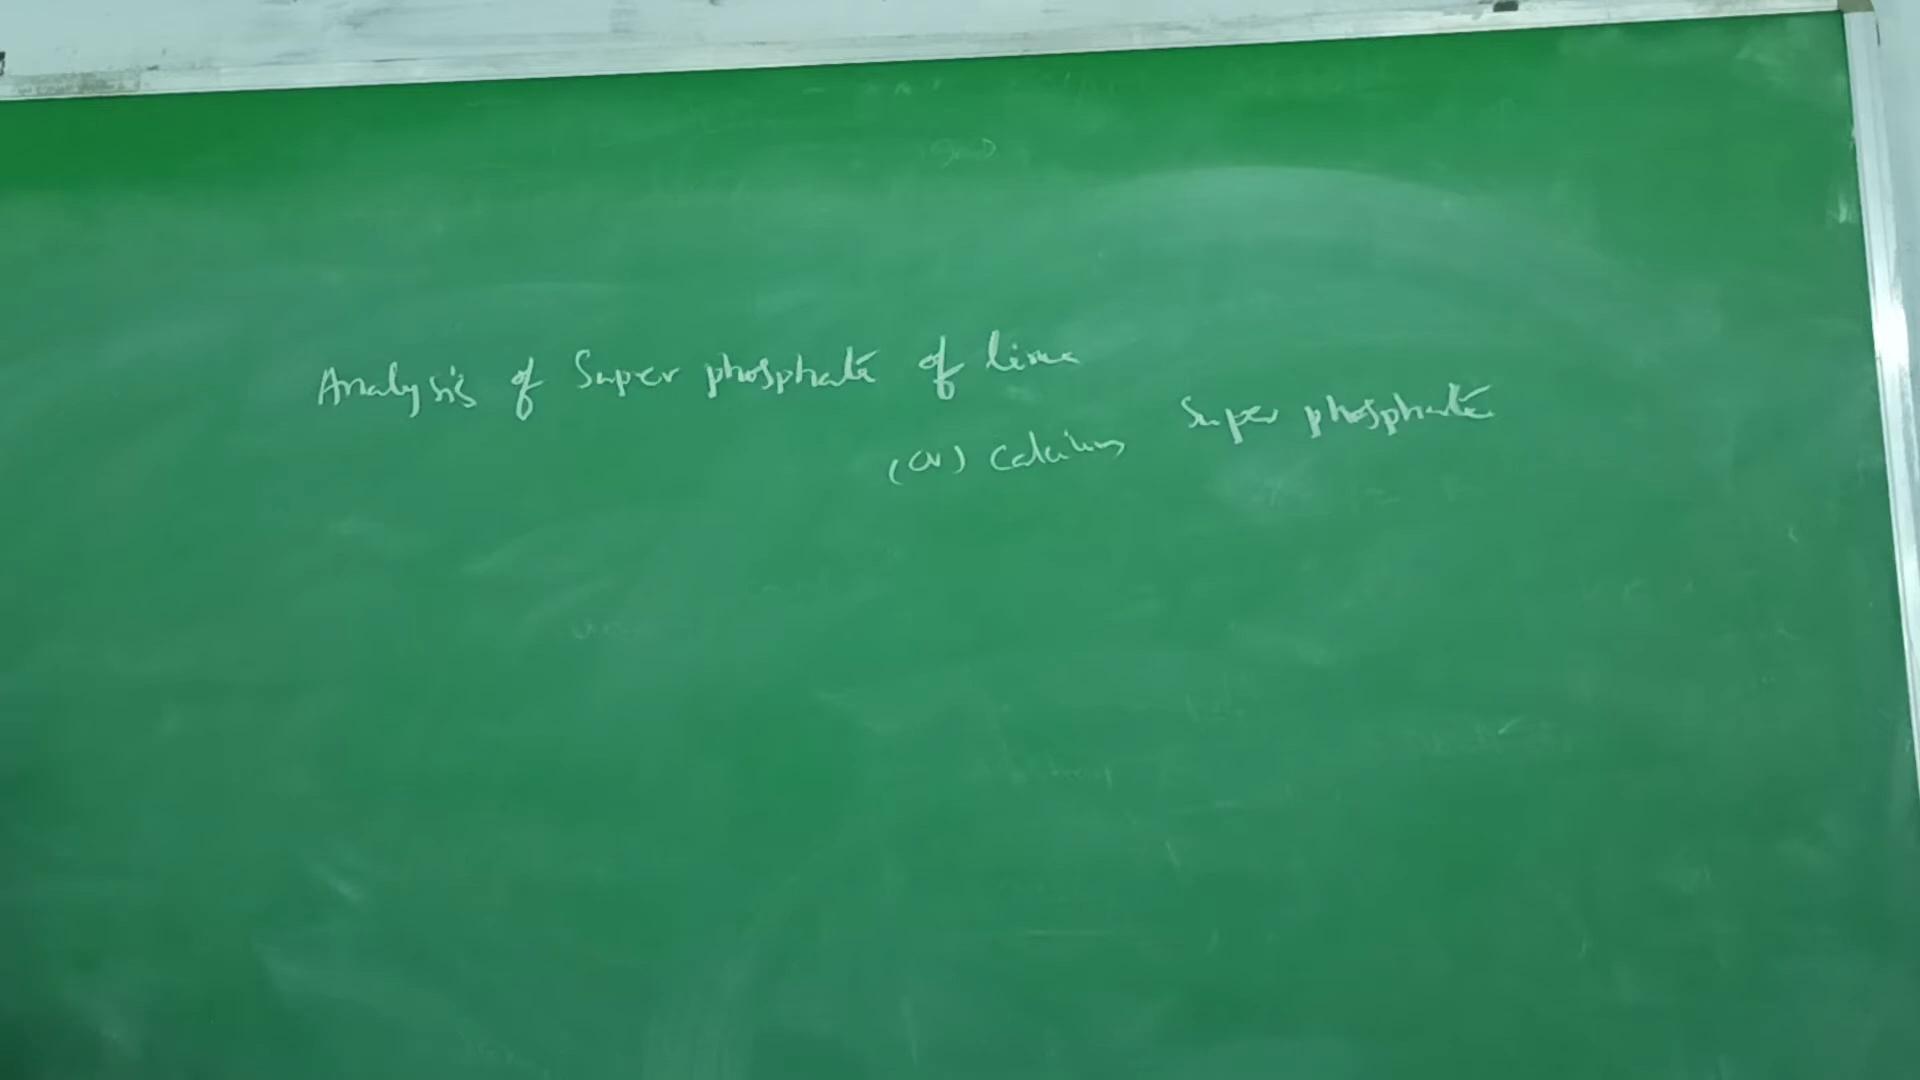 Analysis of Super phosphate of lime
(or) Calcium Super phosphate